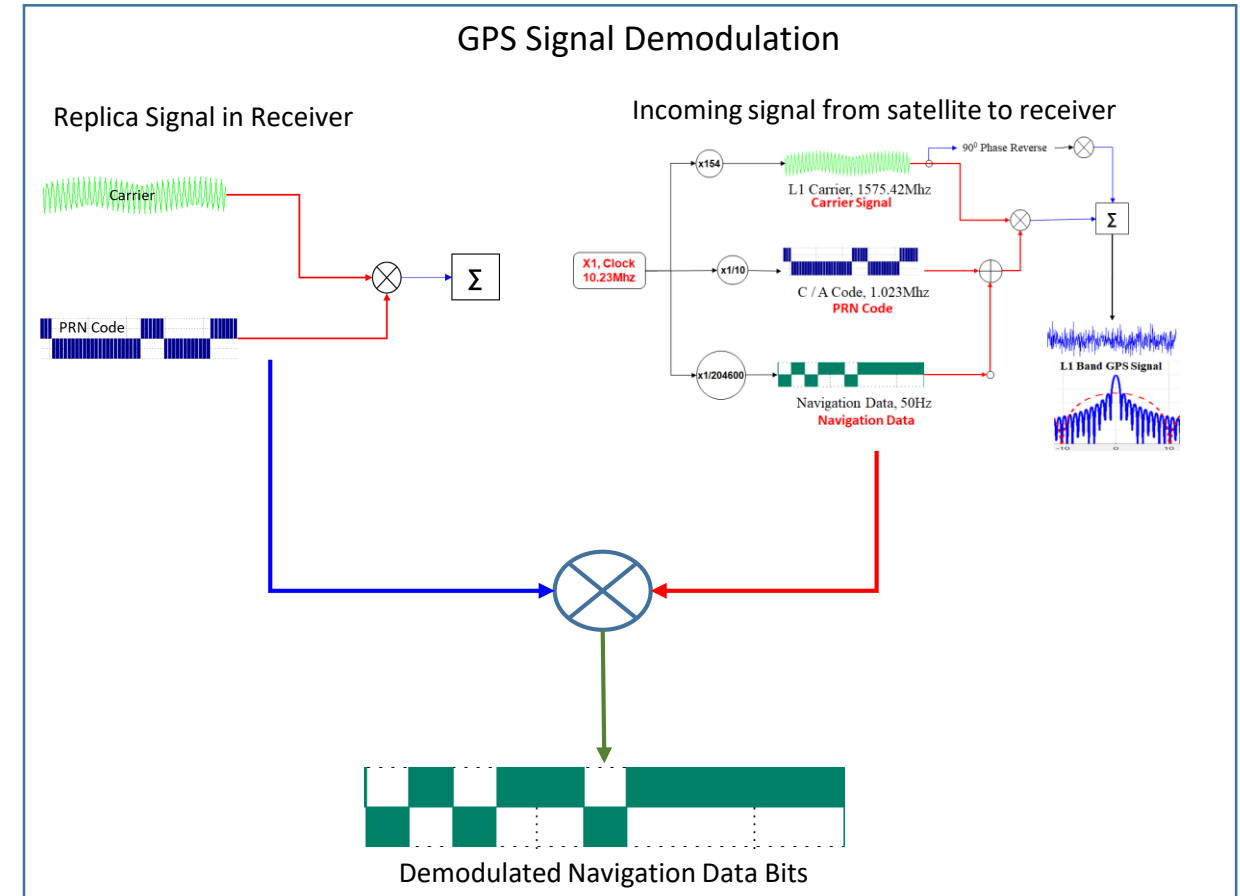 GPS Signal Demodulation
Replica Signal in Receiver
Incoming signal from satellite to receiver
Carrier
PRN Code
Σ
X1, Clock
10.23Mhz
x154
L1 Carrier, 1575.42Mhz
Carrier Signal
90⁰ Phase Reverse
Σ
x1/10
C / A Code, 1.023Mhz
PRN Code
x1/204600
Navigation Data, 50Hz
Navigation Data
L1 Band GPS Signal
-10 0 10
Demodulated Navigation Data Bits